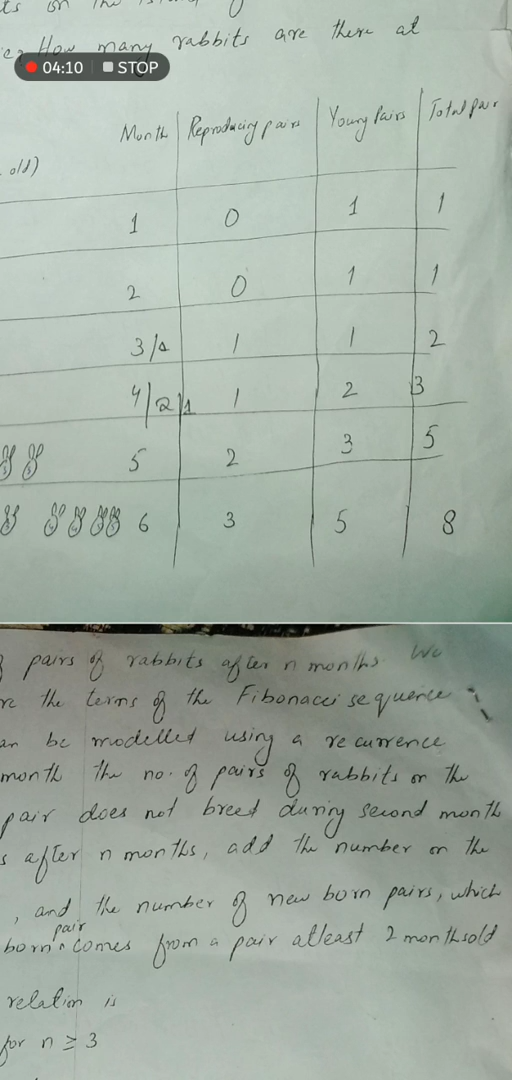 on the
How many rabbits are there at
04:10 STOP
Month Reproducing pairs Young Pairs Total pair
old)
1 0 1 1
2 0 1 1
3/ 1 1 2
4/2/1 1 2 3
5 2 3 5
6 3 5 8
pairs of rabbits after n months. We
the terms of the Fibonacci sequence
be modelled using a recurrence
month the no. of pairs of rabbits on the
pair does not breed during second month
s after n months, add the number on the
, and the number of new born pairs, which
pair
born ^ comes from a pair atleast 2 months old
relation is
for n ≥ 3